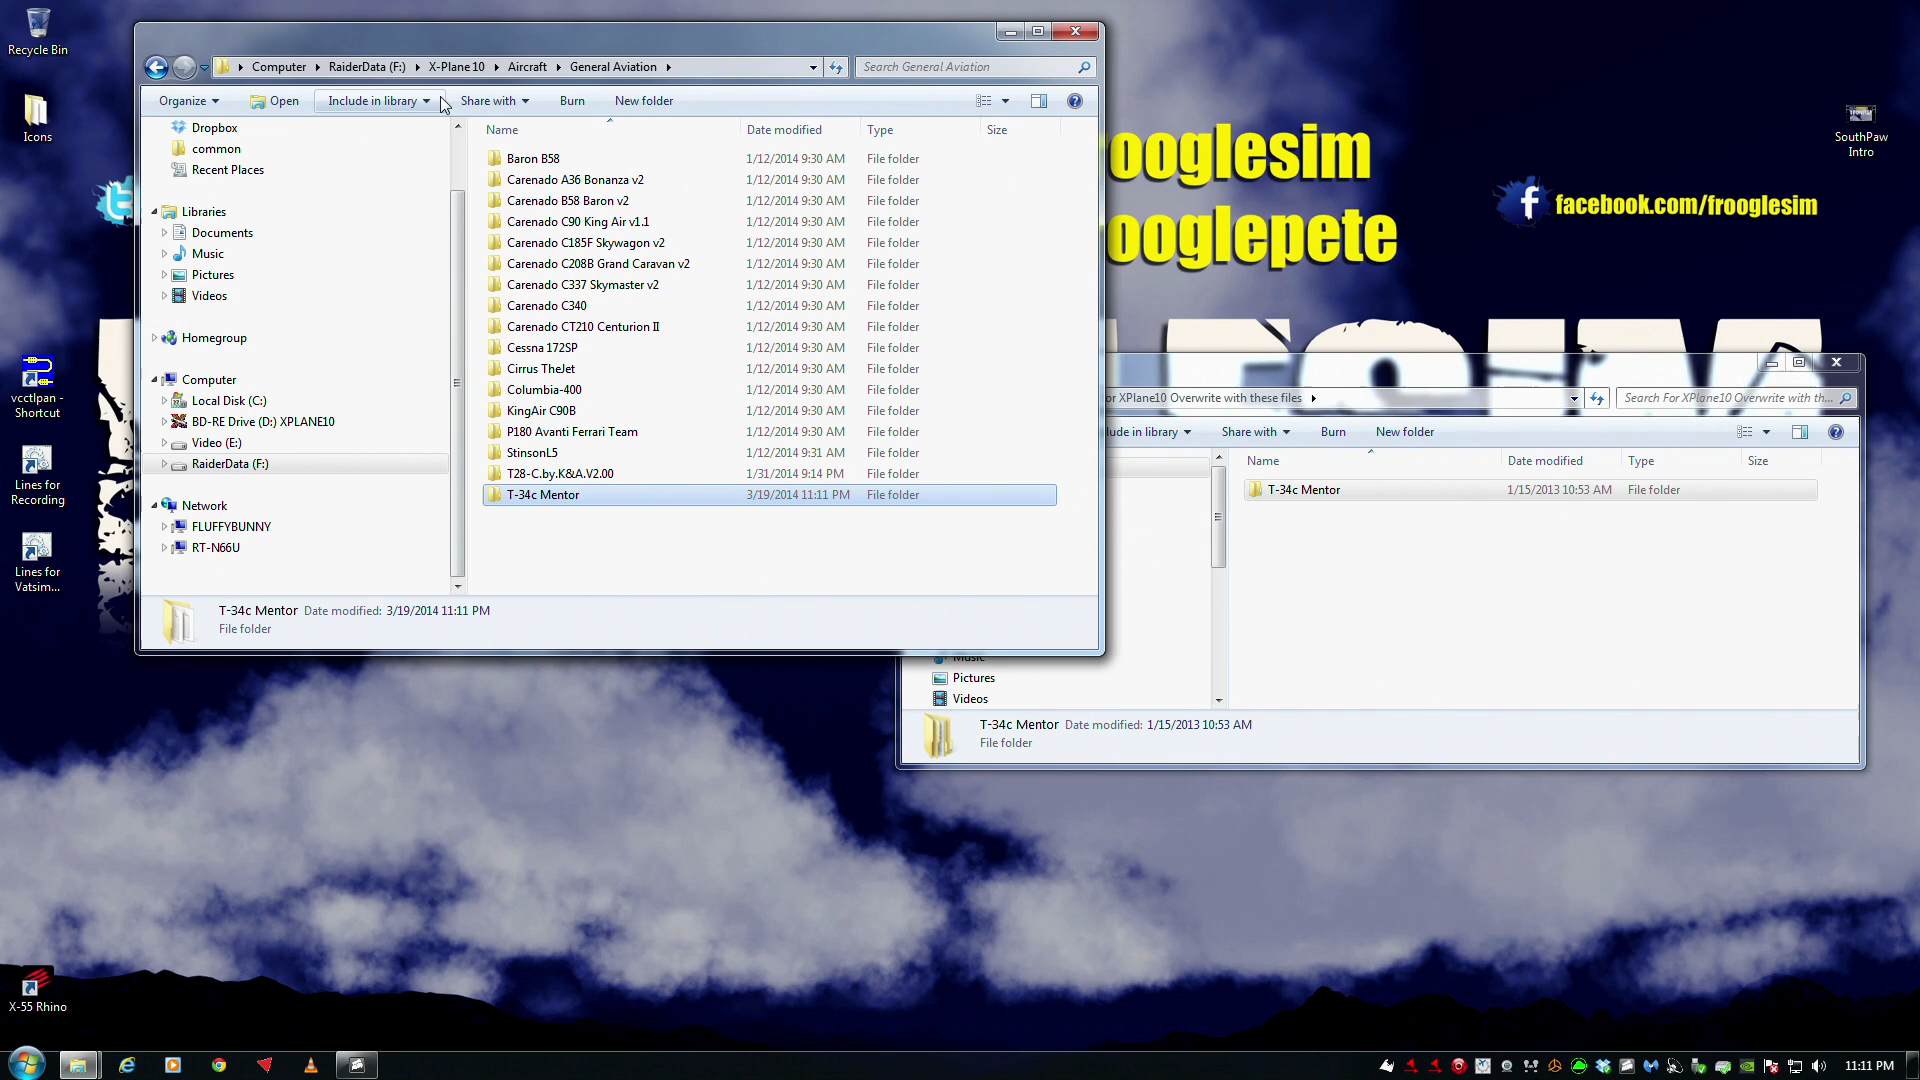 Recycle Bin
Icons
vcctlpan -
Shortcut
Lines for
Recording
Lines for
Vatsim...
X-55 Rhino
SouthPaw
Intro
Computer
RaiderData (F:)
X-Plane 10
Aircraft
General Aviation
Search General Aviation
Organize
Open
Include in library
Share with
Burn
New folder
Dropbox
common
Recent Places
Libraries
Documents
Music
Pictures
Videos
Homegroup
Computer
Local Disk (C:)
BD-RE Drive (D:) XPLANE10
Video (E:)
RaiderData (F:)
Network
FLUFFYBUNNY
RT-N66U
Name Date modified Type Size
Baron B58 1/12/2014 9:30 AM File folder
Carenado A36 Bonanza v2 1/12/2014 9:30 AM File folder
Carenado B58 Baron v2 1/12/2014 9:30 AM File folder
Carenado C90 King Air v1.1 1/12/2014 9:30 AM File folder
Carenado C185F Skywagon v2 1/12/2014 9:30 AM File folder
Carenado C208B Grand Caravan v2 1/12/2014 9:30 AM File folder
Carenado C337 Skymaster v2 1/12/2014 9:30 AM File folder
Carenado C340 1/12/2014 9:30 AM File folder
Carenado CT210 Centurion II 1/12/2014 9:30 AM File folder
Cessna 172SP 1/12/2014 9:30 AM File folder
Cirrus TheJet 1/12/2014 9:30 AM File folder
Columbia-400 1/12/2014 9:30 AM File folder
KingAir C90B 1/12/2014 9:30 AM File folder
P180 Avanti Ferrari Team 1/12/2014 9:30 AM File folder
StinsonL5 1/12/2014 9:31 AM File folder
T28-C.by.K&A.V2.00 1/31/2014 9:14 PM File folder
T-34c Mentor 3/19/2014 11:11 PM File folder
T-34c Mentor Date modified: 3/19/2014 11:11 PM
File folder
rooglesim
ooglepete
facebook.com/frooglesim
or XPlane10 Overwrite with these files
Search For XPlane10 Overwrite with th...
lude in library
Share with
Burn
New folder
Name Date modified Type Size
T-34c Mentor 1/15/2013 10:53 AM File folder
Music
Pictures
Videos
T-34c Mentor Date modified: 1/15/2013 10:53 AM
File folder
11:11 PM